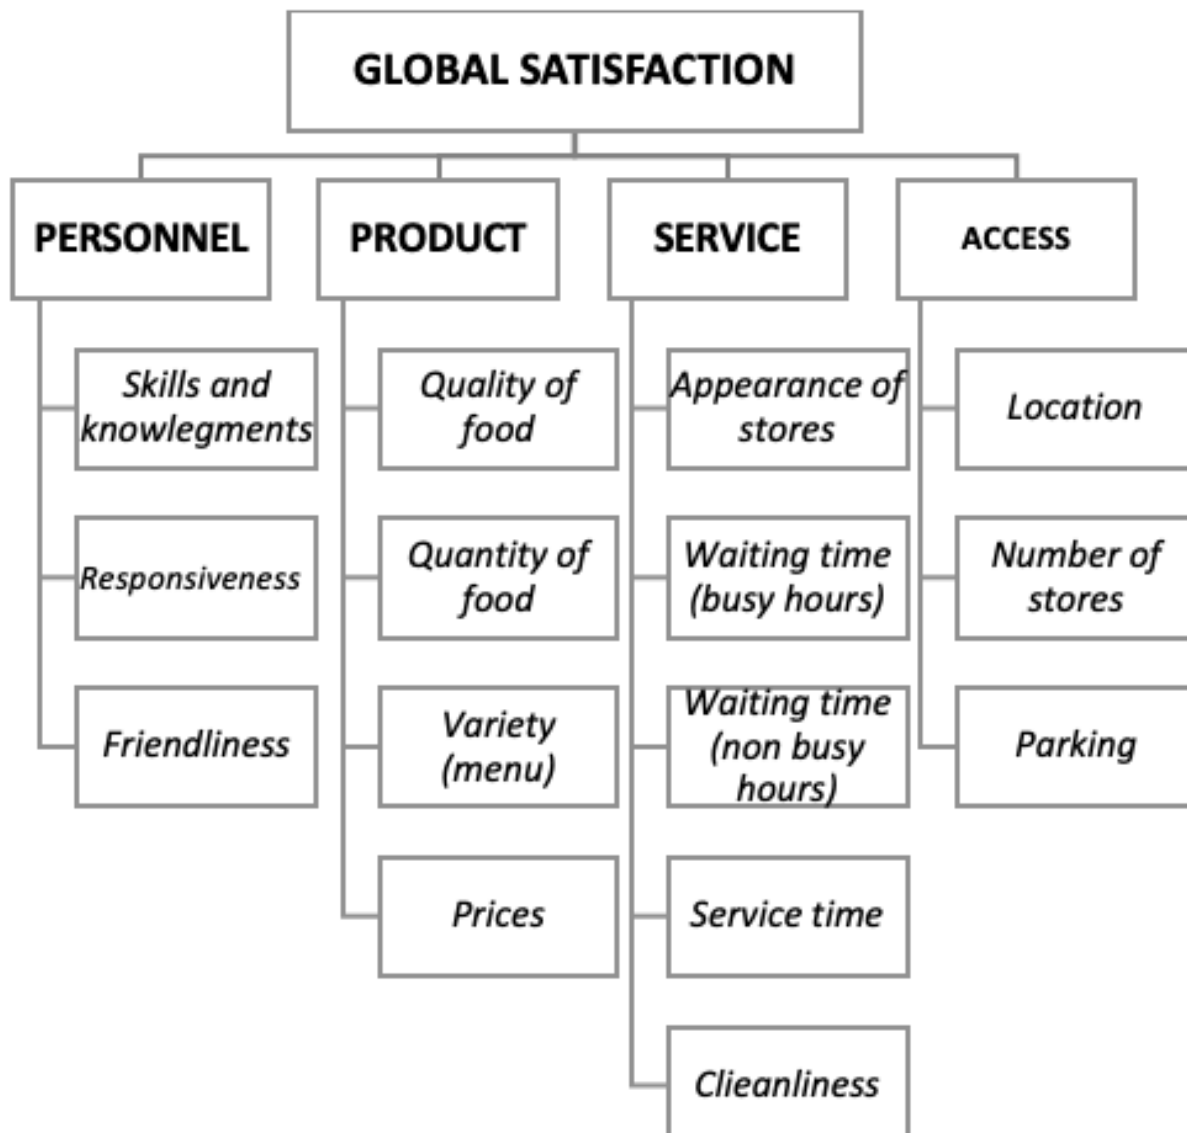 GLOBAL SATISFACTION
PERSONNEL
PRODUCT
SERVICE
ACCESS
Skills and
knowlegments
Responsiveness
Friendliness
Quality of
food
Quantity of
food
Variety
(menu)
Prices
Appearance of
stores
Waiting time
(busy hours)
Waiting time
(non busy
hours)
Service time
Clieanliness
Location
Number of
stores
Parking